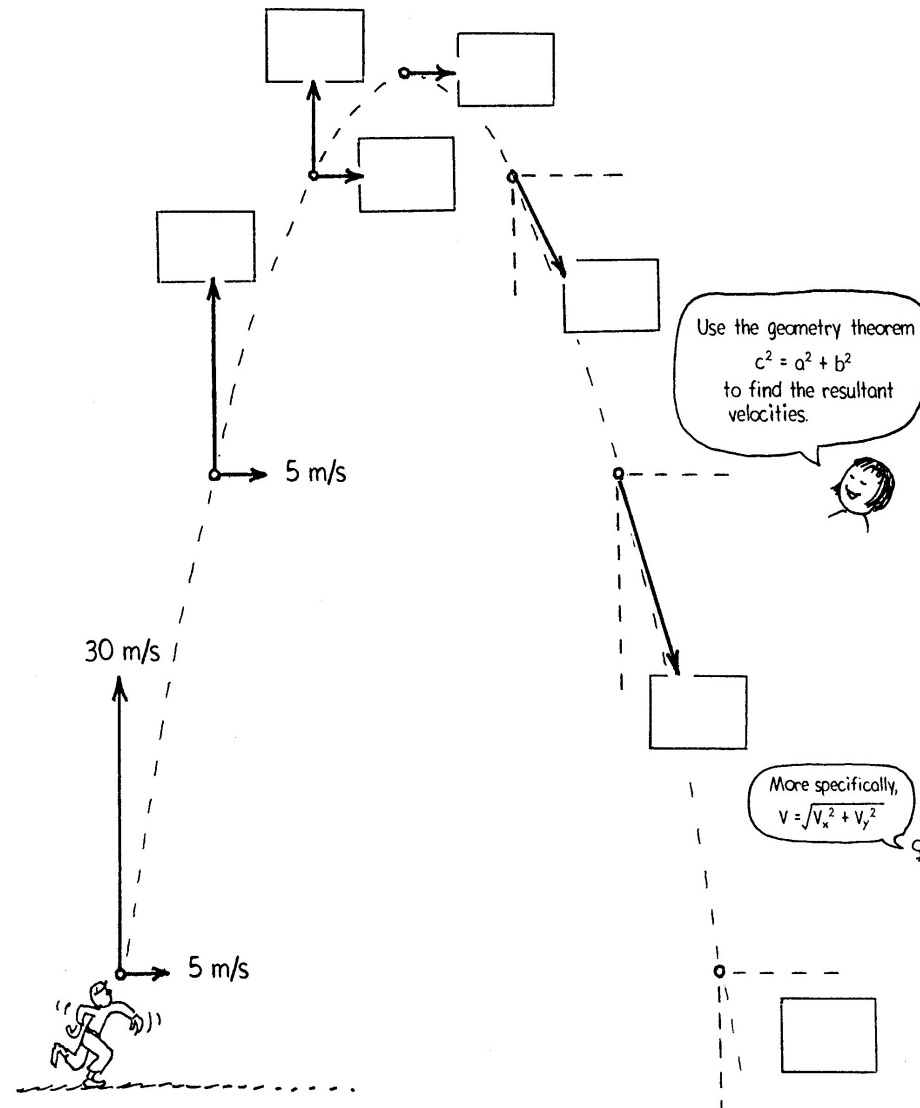 Use the geometry theorem
c² = a² + b²
to find the resultant
velocities.
5 m/s
30 m/s
More specifically,
V = √Vₓ² + Vᵧ²
5 m/s